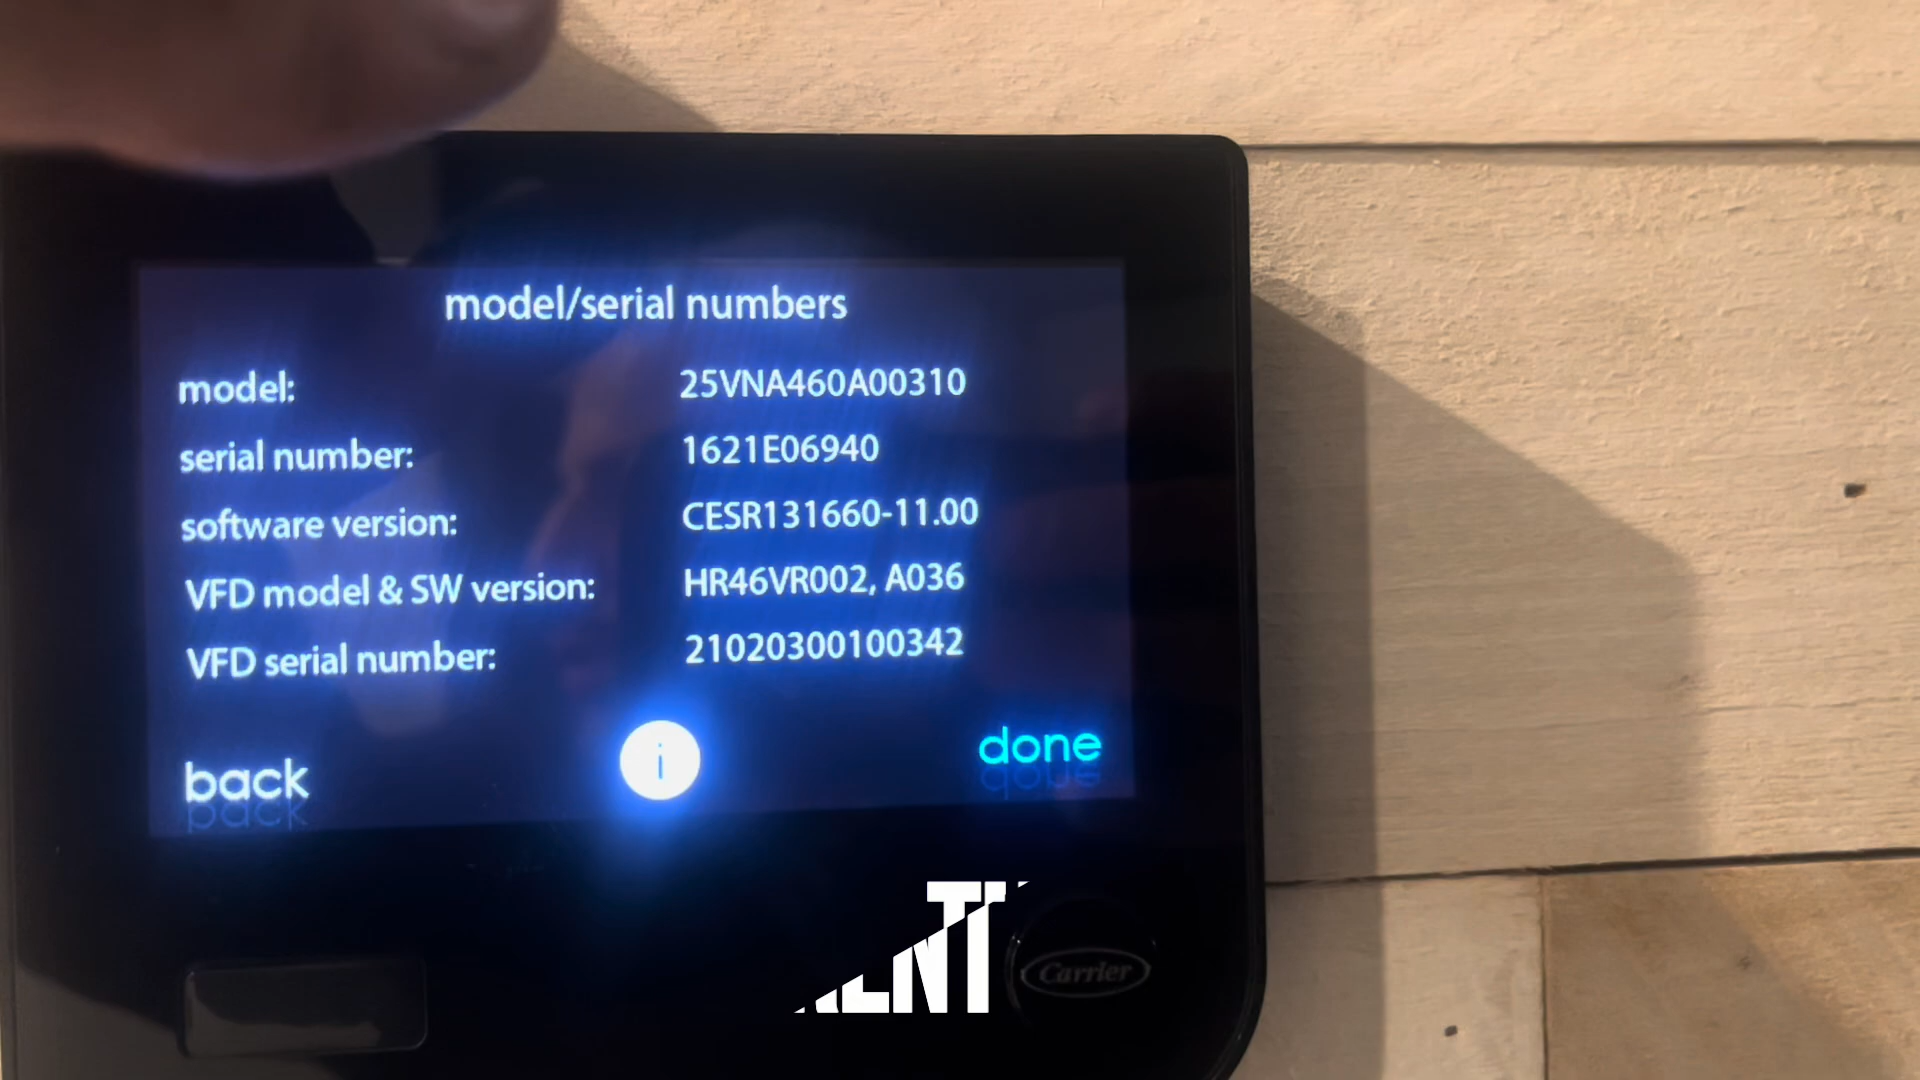 model/serial numbers
model: 25VNA460A00310
serial number: 1621E06940
software version: CESR131660-11.00
VFD model & SW version: HR46VR002, A036
VFD serial number: 21020300100342
back
i
done
Carrier